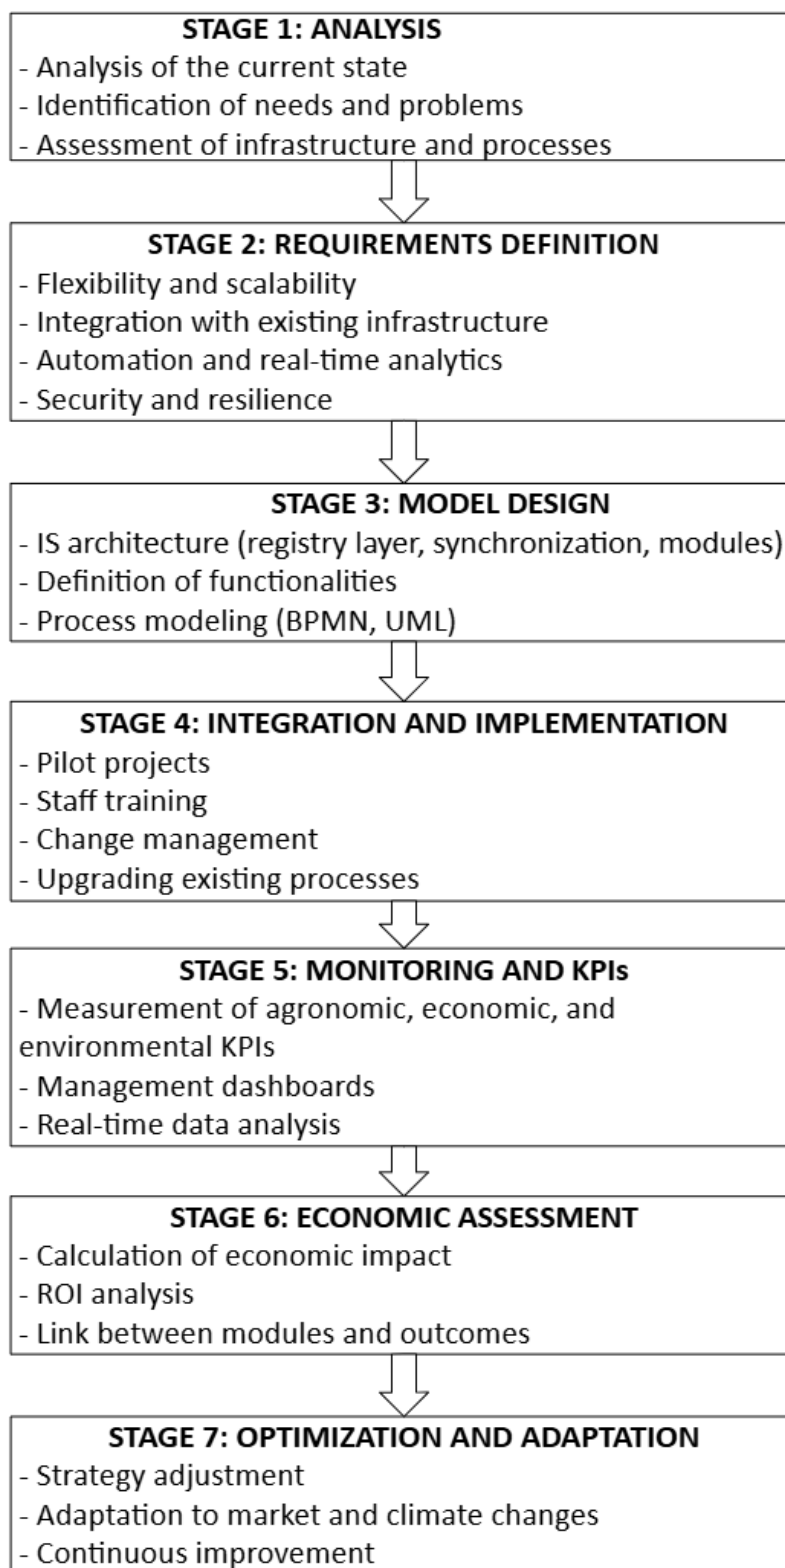 STAGE 1: ANALYSIS
- Analysis of the current state
- Identification of needs and problems
- Assessment of infrastructure and processes
STAGE 2: REQUIREMENTS DEFINITION
- Flexibility and scalability
- Integration with existing infrastructure
- Automation and real-time analytics
- Security and resilience
STAGE 3: MODEL DESIGN
- IS architecture (registry layer, synchronization, modules)
- Definition of functionalities
- Process modeling (BPMN, UML)
STAGE 4: INTEGRATION AND IMPLEMENTATION
- Pilot projects
- Staff training
- Change management
- Upgrading existing processes
STAGE 5: MONITORING AND KPIs
- Measurement of agronomic, economic, and
environmental KPIs
- Management dashboards
- Real-time data analysis
STAGE 6: ECONOMIC ASSESSMENT
- Calculation of economic impact
- ROI analysis
- Link between modules and outcomes
STAGE 7: OPTIMIZATION AND ADAPTATION
- Strategy adjustment
- Adaptation to market and climate changes
- Continuous improvement